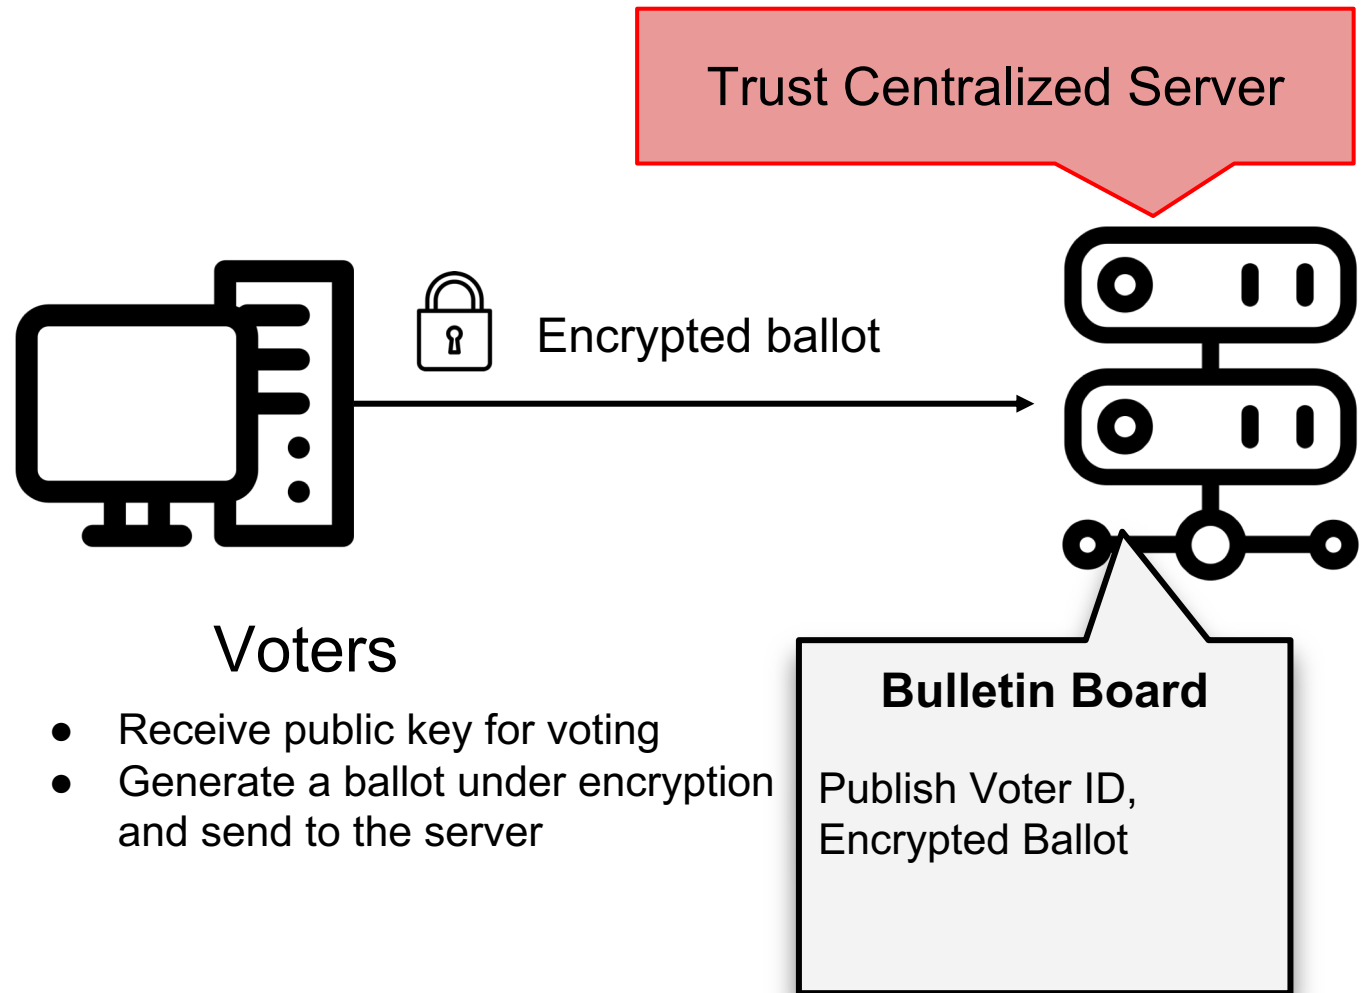 Trust Centralized Server
Encrypted ballot
Voters
● Receive public key for voting
● Generate a ballot under encryption
and send to the server
Bulletin Board
Publish Voter ID,
Encrypted Ballot